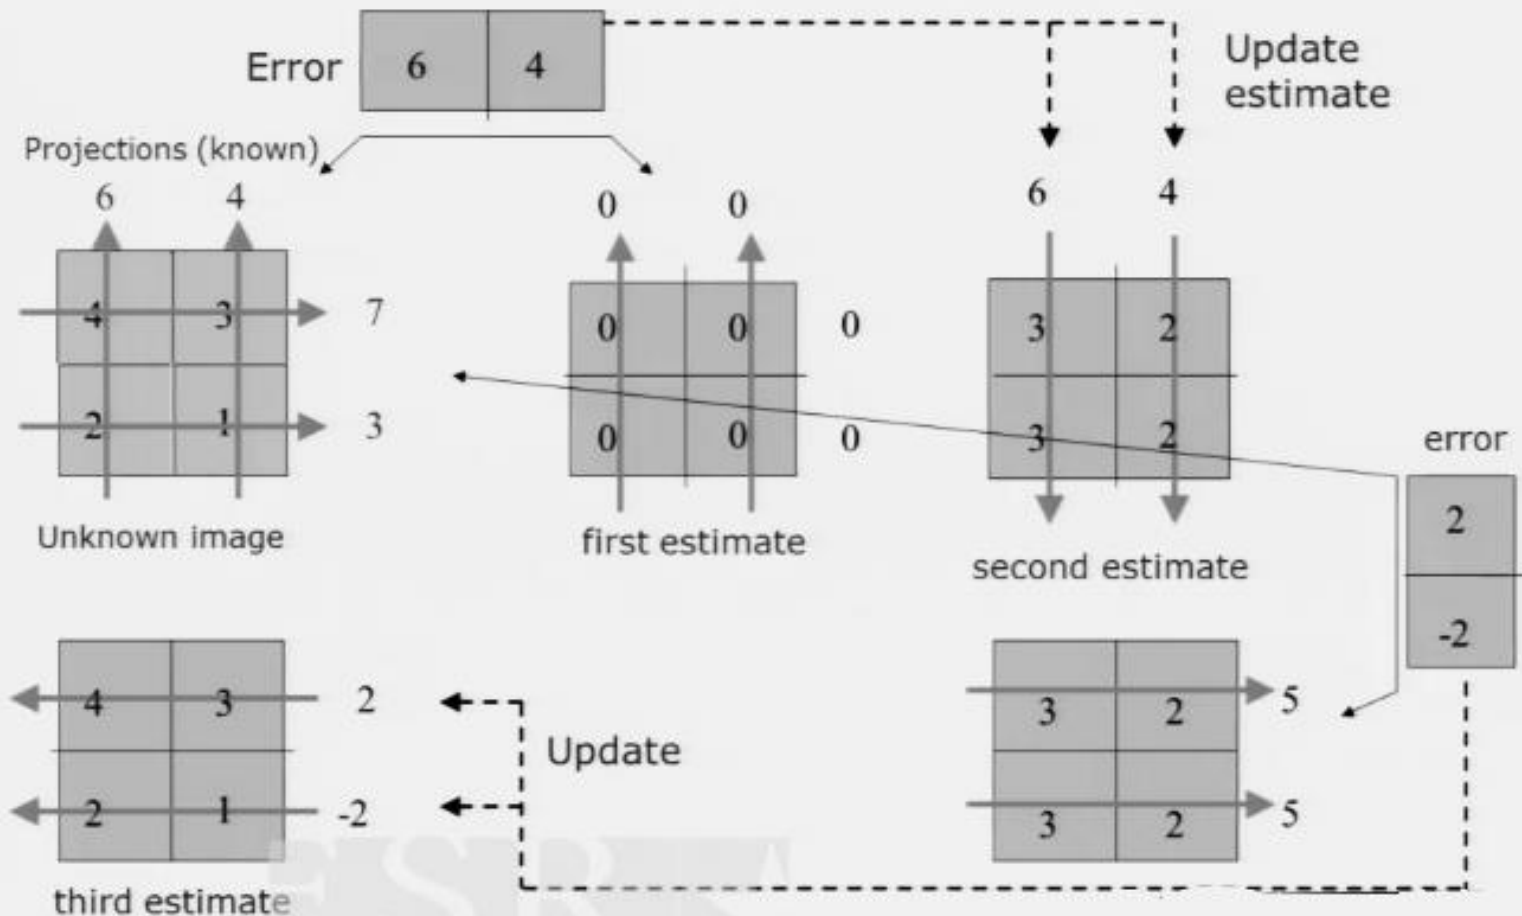 Error
6 4
Update
estimate
Projections (known)
6 4
4 3 7
2 1 3
Unknown image
0 0
0 0 0
0 0 0
first estimate
6 4
3 2
3 2
second estimate
error
2
-2
4 3 2
2 1 -2
third estimate
Update
3 2 5
3 2 5